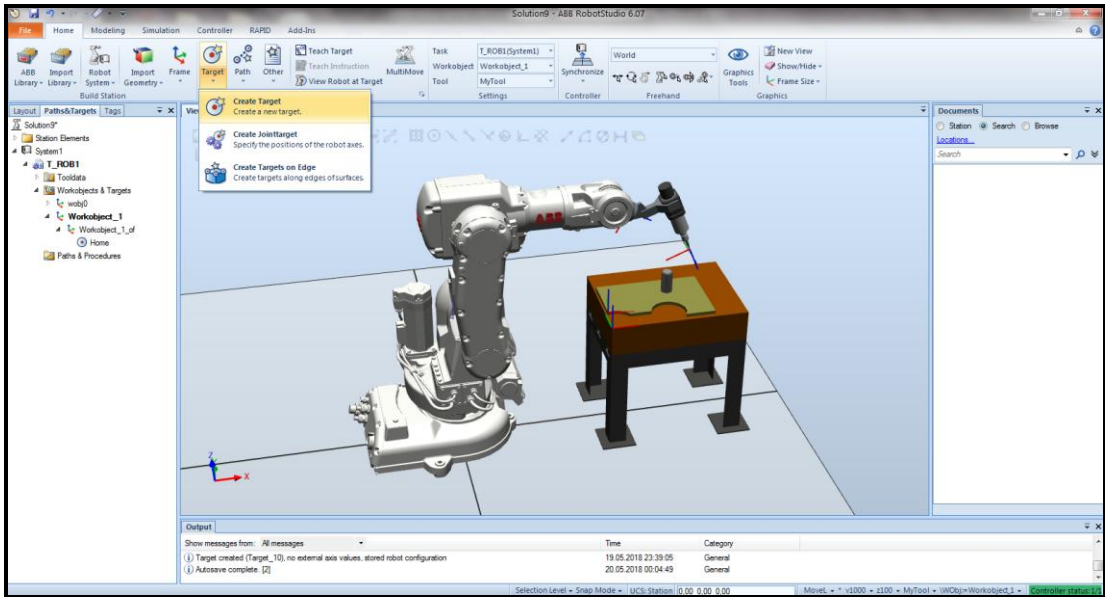 Solution9 - ABB RobotStudio 6.07
File Home Modeling Simulation Controller RAPID Add-Ins
ABB Library
Import Library
Robot System
Import Geometry
Build Station
Frame
Target
Path
Other
Teach Target
Teach Instruction
View Robot at Target
MultiMove
Task T_ROB1(System1)
Workobject Workobject_1
Tool MyTool
Settings
Synchronize
Controller
World
Freehand
Graphics Tools
New View
Show/Hide
Frame Size
Graphics
Create Target
Create a new target.
Create Jointtarget
Specify the positions of the robot axes.
Create Targets on Edge
Create targets along edges of surfaces.
Layout Paths&Targets Tags
Solution9*
Station Elements
System1
T_ROB1
Tooldata
Workobjects & Targets
wobj0
Workobject_1
Workobject_1_of
Home
Paths & Procedures
ABB
Z
X
Documents
Station Search Browse
Locations...
Search
Output
Show messages from: All messages Time Category
Target created (Target_10), no external axis values, stored robot configuration 19.05.2018 23:39:05 General
Autosave complete. [2] 20.05.2018 00:04:49 General
Selection Level Snap Mode UCS: Station 0,00 0,00 0,00 MoveL * v1000 z100 MyTool \WObj:=Workobject_1 Controller status: 1/1